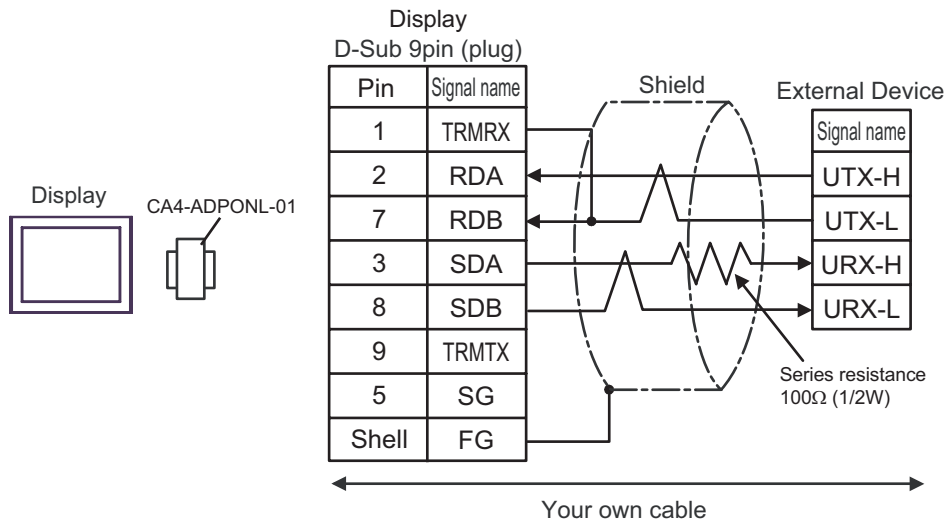 Display
D-Sub 9pin (plug)
Pin Signal name
1 TRMRX
2 RDA
7 RDB
3 SDA
8 SDB
9 TRMTX
5 SG
Shell FG
Shield
External Device
Signal name
UTX-H
UTX-L
URX-H
URX-L
Display
CA4-ADPONL-01
Series resistance
100Ω (1/2W)
Your own cable